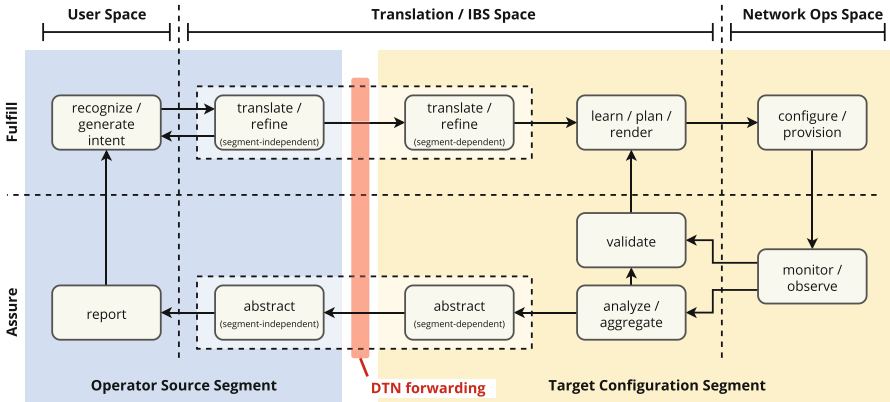 User Space
Translation / IBS Space
Network Ops Space
Fulfill
recognize /
generate
intent
translate /
refine
(segment-independent)
translate /
refine
(segment-dependent)
learn / plan /
render
configure /
provision
validate
monitor /
observe
Assure
report
abstract
(segment-independent)
abstract
(segment-dependent)
analyze /
aggregate
Operator Source Segment
DTN forwarding
Target Configuration Segment